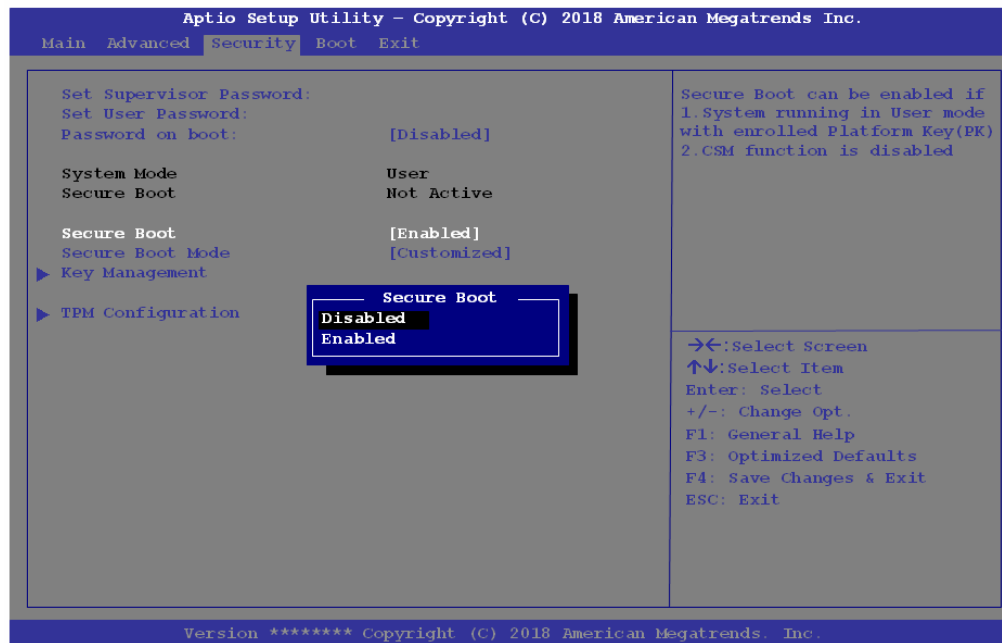 Aptio Setup Utility – Copyright (C) 2018 American Megatrends Inc.
Main Advanced Security Boot Exit
Set Supervisor Password:
Set User Password:
Password on boot: [Disabled]
System Mode User
Secure Boot Not Active
Secure Boot [Enabled]
Secure Boot Mode [Customized]
▶ Key Management
▶ TPM Configuration
Secure Boot
Disabled
Enabled
Secure Boot can be enabled if
1.System running in User mode
with enrolled Platform Key(PK)
2.CSM function is disabled
→←:Select Screen
↑↓:Select Item
Enter: Select
+/-: Change Opt.
F1: General Help
F3: Optimized Defaults
F4: Save Changes & Exit
ESC: Exit
Version ******** Copyright (C) 2018 American Megatrends. Inc.